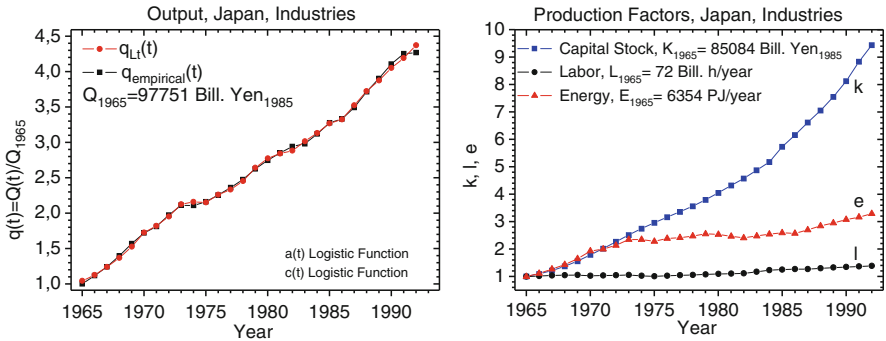 Output, Japan, Industries
4,5
4,0
3,5
3,0
2,5
2,0
1,5
1,0
q(t)=Q(t)/Q1965
qLt(t)
qempirical(t)
Q1965=97751 Bill. Yen1985
a(t) Logistic Function
c(t) Logistic Function
1965 1970 1975 1980 1985 1990
Year
Production Factors, Japan, Industries
10
9
8
7
6
5
4
3
2
1
0
k, l, e
Capital Stock, K1965= 85084 Bill. Yen1985
Labor, L1965= 72 Bill. h/year
Energy, E1965= 6354 PJ/year
k
e
l
1965 1970 1975 1980 1985 1990
Year